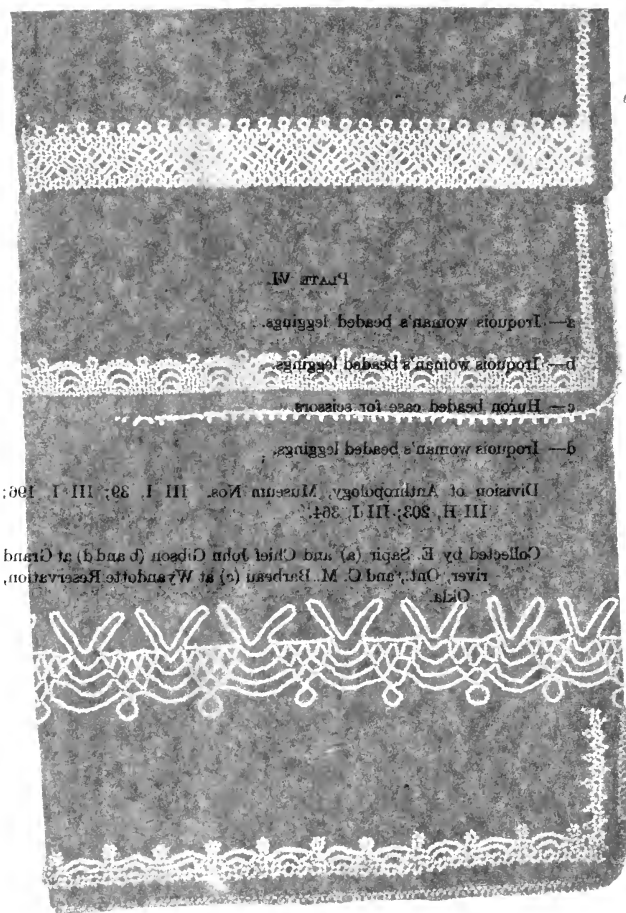 PLATE VI.
a— Iroquois woman's beaded leggings.
b— Iroquois woman's beaded leggings.
c— Huron beaded case for scissors
d— Iroquois woman's beaded leggings.
Division of Anthropology, Museum Nos. III I, 39; III I 196;
III H, 203; III I, 364.
Collected by E. Sapir (a) and Chief John Gibson (b and d) at Grand
river, Ont., and C. M. Barbeau (c) at Wyandotte Reservation,
Okla.